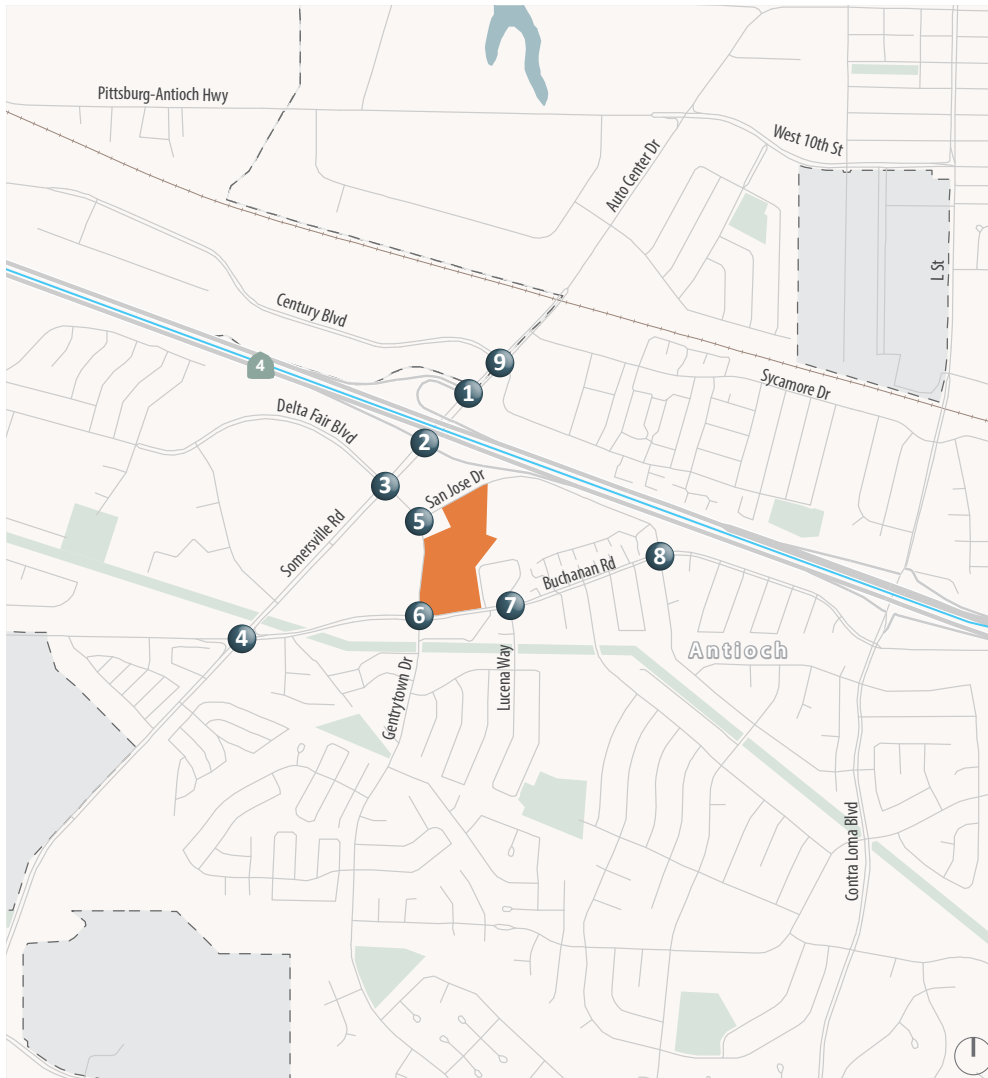 Pittsburg-Antioch Hwy
West 10th St
Auto Center Dr
L St
Century Blvd
9
4
1
Sycamore Dr
Delta Fair Blvd
2
3
San Jose Dr
5
Somersville Rd
8
Buchanan Rd
7
6
4
Antioch
Lucena Way
Gentrytown Dr
Contra Loma Blvd